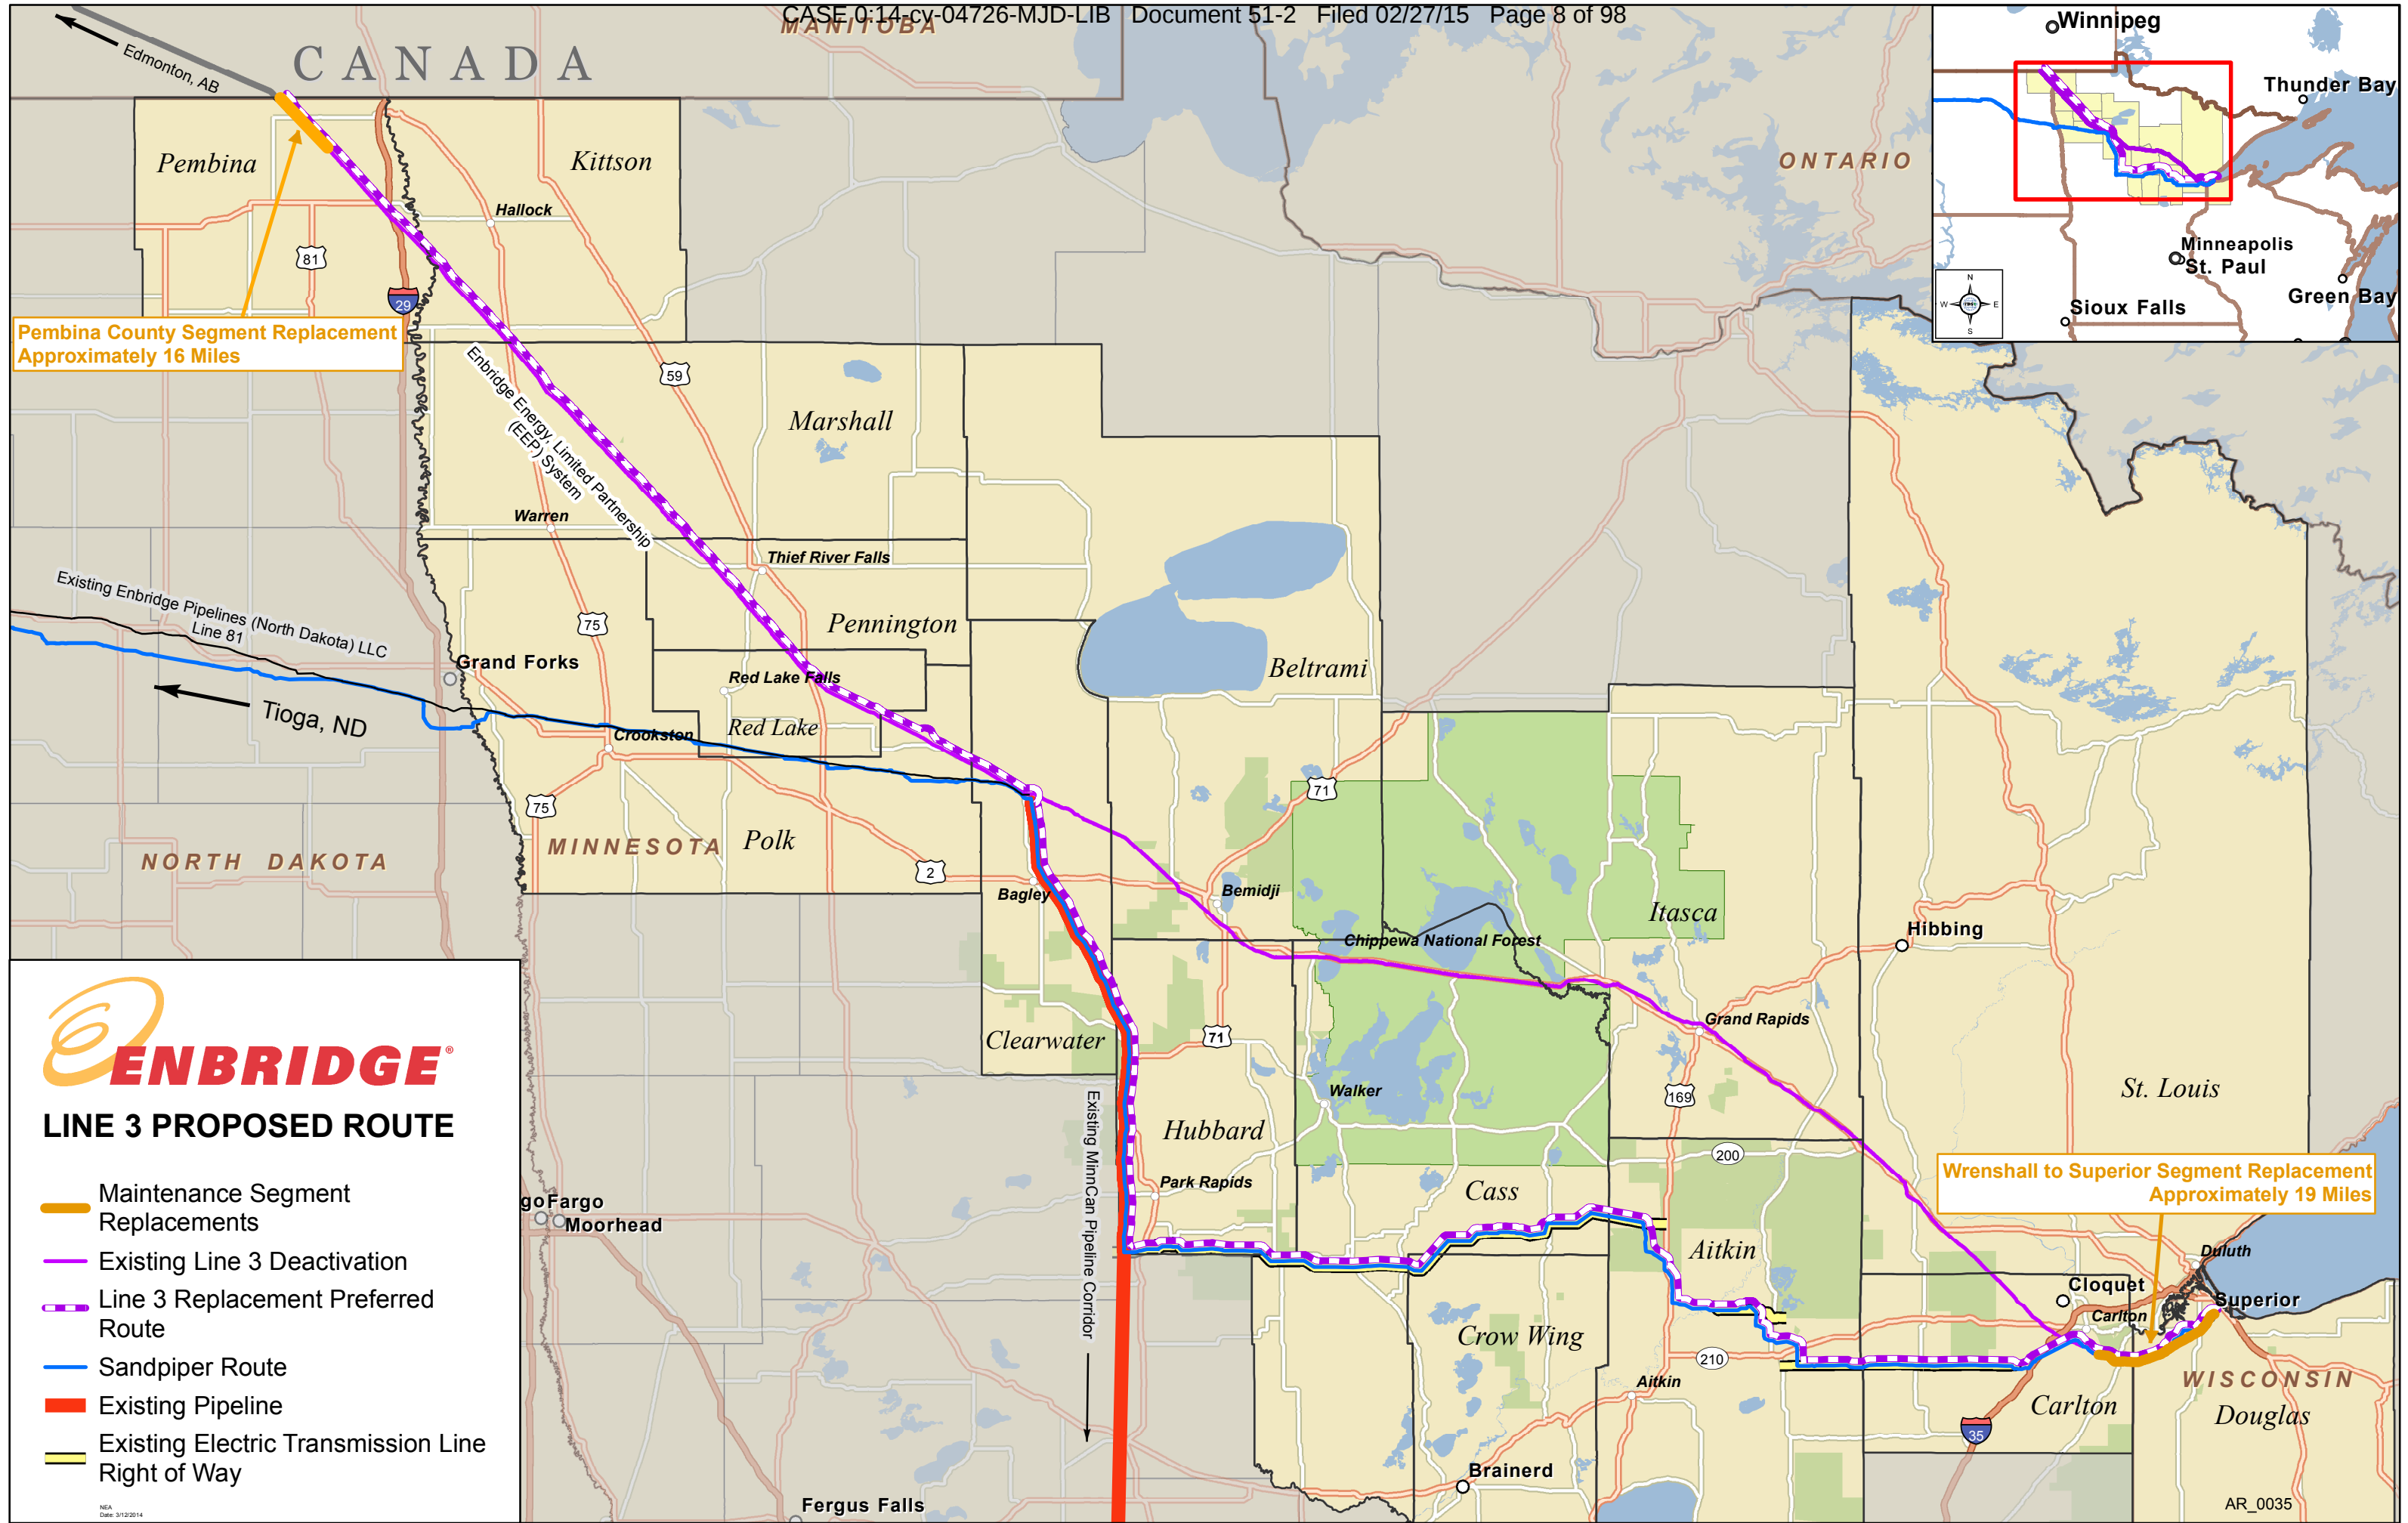 CASE 0:14-cv-04726-MJD-LIB Document 51-2 Filed 02/27/15 Page 8 of 98
MANITOBA
CANADA
Edmonton, AB
ONTARIO
Winnipeg
Thunder Bay
Minneapolis
St. Paul
Green Bay
Sioux Falls
N
W E
S
Pembina
Kittson
Hallock
81
29
Pembina County Segment Replacement
Approximately 16 Miles
59
Enbridge Energy, Limited Partnership
(EEP) System
Marshall
Warren
Thief River Falls
Existing Enbridge Pipelines (North Dakota) LLC
Line 81
75
Pennington
Grand Forks
Red Lake Falls
Beltrami
Tioga, ND
Crookston
Red Lake
75
71
NORTH DAKOTA
MINNESOTA
Polk
2
Bagley
Bemidji
Itasca
Hibbing
Chippewa National Forest
Grand Rapids
Clearwater
71
Walker
169
St. Louis
Hubbard
200
Existing MinnCan Pipeline Corridor
Park Rapids
Cass
Wrenshall to Superior Segment Replacement
Approximately 19 Miles
goFargo
Moorhead
Aitkin
Duluth
Cloquet
Carlton
Superior
Crow Wing
210
Aitkin
WISCONSIN
Carlton
Douglas
35
Brainerd
Fergus Falls
AR_0035
ENBRIDGE®
LINE 3 PROPOSED ROUTE
Maintenance Segment
Replacements
Existing Line 3 Deactivation
Line 3 Replacement Preferred
Route
Sandpiper Route
Existing Pipeline
Existing Electric Transmission Line
Right of Way
NEA
Date: 3/12/2014